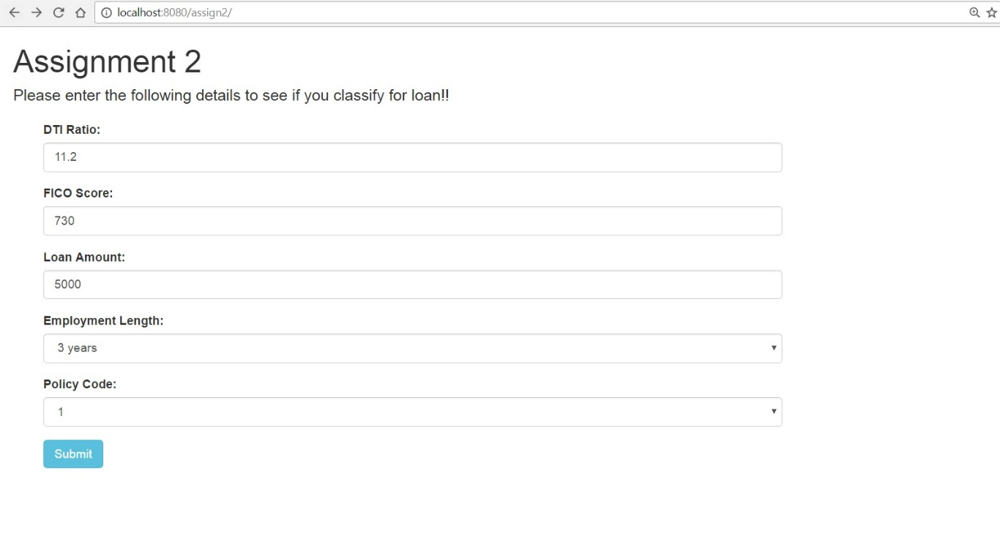 localhost:8080/assign2/
Assignment 2
Please enter the following details to see if you classify for loan!!
DTI Ratio:
11.2
FICO Score:
730
Loan Amount:
5000
Employment Length:
3 years
Policy Code:
1
Submit